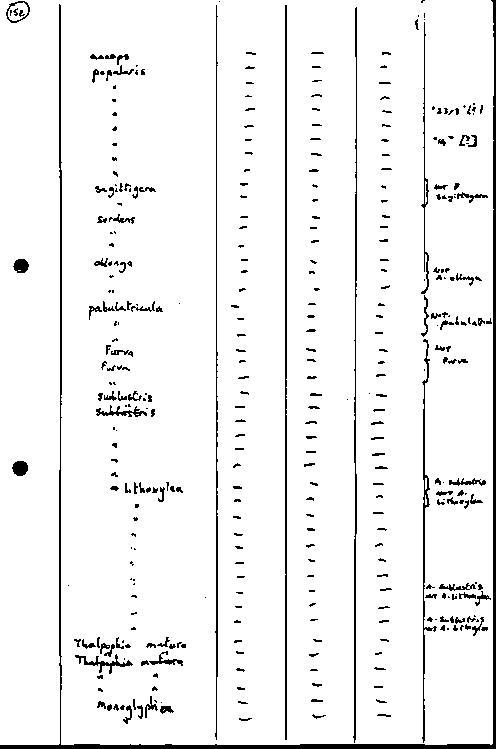 152
anceps
popularis
"
"
" "23/8" [?]
"
" "14" [?]
"
"
sagittigera NOT P
" sagittigera
sordens
"
"
oblonga NOT
" A. oblonga
"
pabulatricula NOT
" pabulatricula
"
Furva NOT
Furva Furva
"
sublustris
sublustris
"
"
"
"
" lithoxylea A. sublustris
" NOT A.
" lithoxylea
"
"
"
"
" A. sublustris
" NOT A. lithoxylea
" A. sublustris
" NOT A. lithoxylea
Thalpophila matura
Thalpophila matura
" "
" "
monoglypha